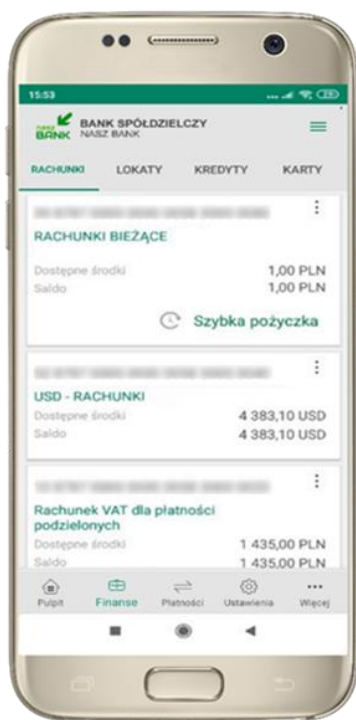 15:53
NASZ BANK
BANK SPÓŁDZIELCZY
NASZ BANK
RACHUNKI LOKATY KREDYTY KARTY
RACHUNKI BIEŻĄCE
Dostępne środki 1,00 PLN
Saldo 1,00 PLN
Szybka pożyczka
USD - RACHUNKI
Dostępne środki 4 383,10 USD
Saldo 4 383,10 USD
Rachunek VAT dla płatności
podzielonych
Dostępne środki 1 435,00 PLN
Saldo 1 435,00 PLN
Pulpit Finanse Płatności Ustawienia Więcej